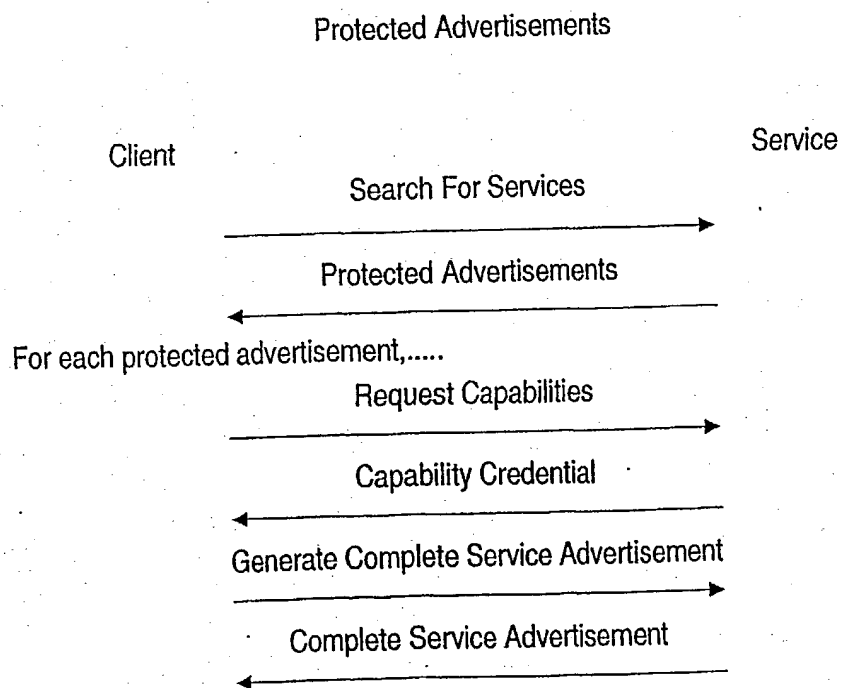 Protected Advertisements
Client
Service
Search For Services
Protected Advertisements
For each protected advertisement,.....
Request Capabilities
Capability Credential
Generate Complete Service Advertisement
Complete Service Advertisement